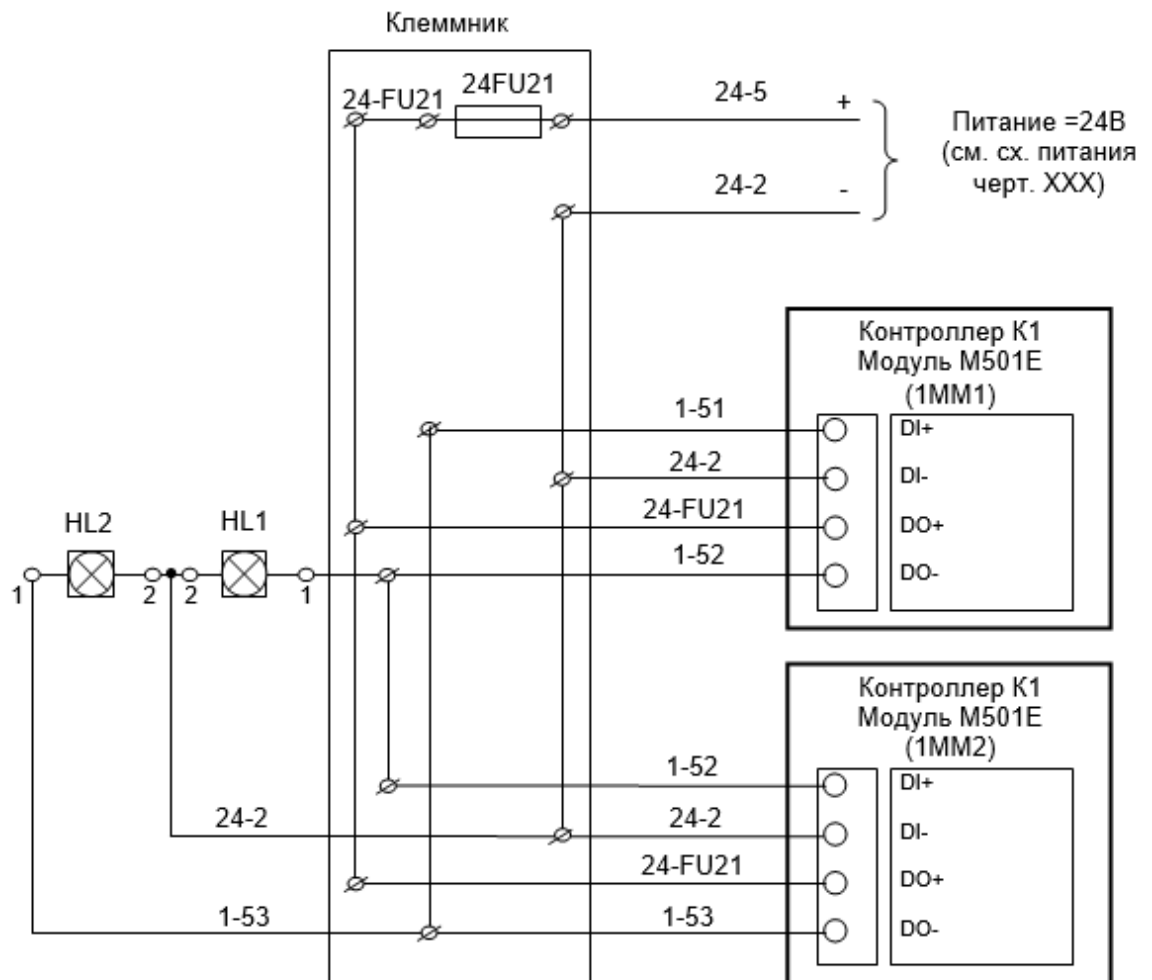 Клеммник
24-FU21
24FU21
24-5
+
24-2
-
Питание =24В
(см. сх. питания
черт. XXX)
Контроллер К1
Модуль М501Е
(1ММ1)
1-51
DI+
24-2
DI-
24-FU21
DO+
1-52
DO-
HL2
HL1
1
2
2
1
Контроллер К1
Модуль М501Е
(1ММ2)
1-52
DI+
24-2
24-2
DI-
24-FU21
DO+
1-53
1-53
DO-